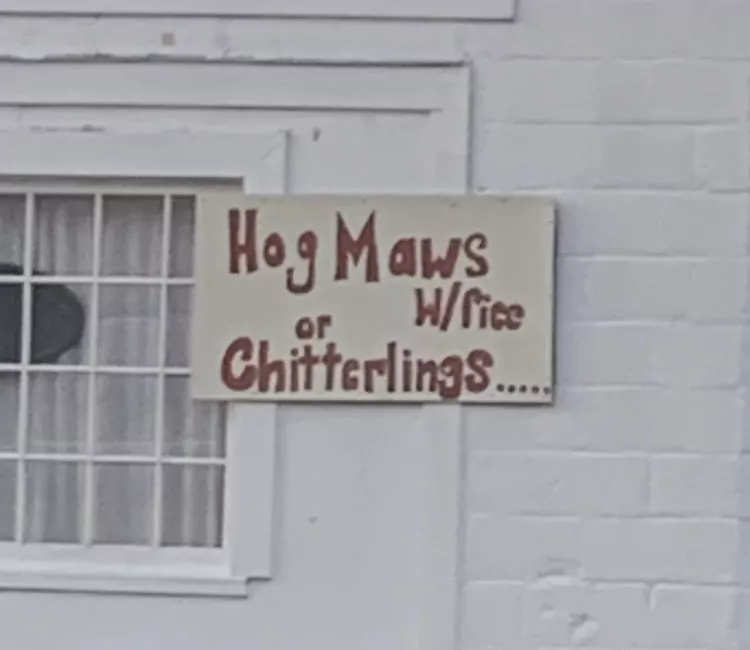 Hog Maws
W/rice
or
Chitterlings.....